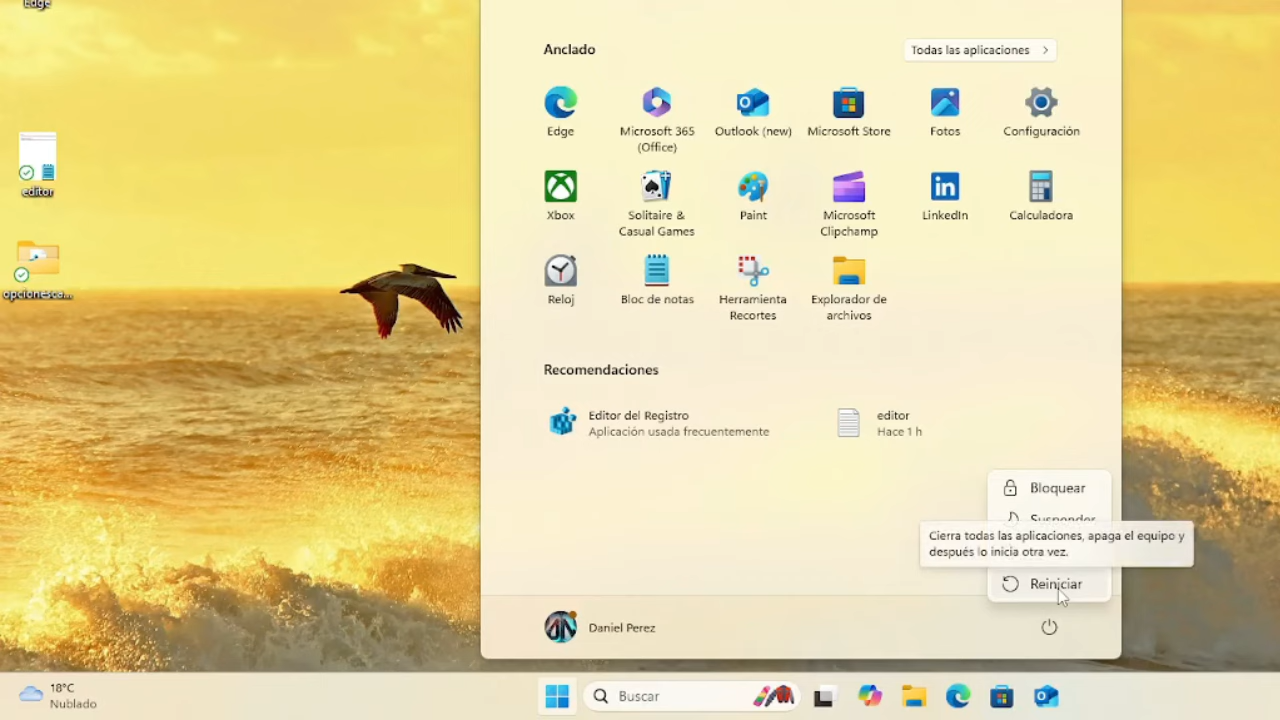 Edge
editor
opcionesca...
Anclado
Todas las aplicaciones
Edge
Microsoft 365
(Office)
Outlook (new)
Microsoft Store
Fotos
Configuración
Xbox
Solitaire &
Casual Games
Paint
Microsoft
Clipchamp
LinkedIn
Calculadora
Reloj
Bloc de notas
Herramienta
Recortes
Explorador de
archivos
Recomendaciones
Editor del Registro
Aplicación usada frecuentemente
editor
Hace 1 h
Bloquear
Suspender
Cierra todas las aplicaciones, apaga el equipo y
después lo inicia otra vez.
Reiniciar
Daniel Perez
18°C
Nublado
Buscar